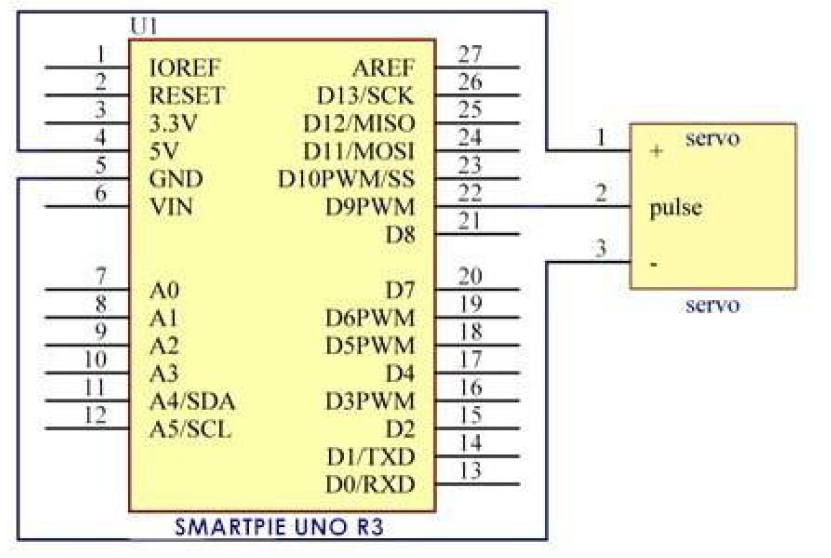 U1
1 IOREF AREF 27
2 RESET D13/SCK 26
3 3.3V D12/MISO 25
4 5V D11/MOSI 24
5 GND D10PWM/SS 23
6 VIN D9PWM 22
D8 21
7 A0 D7 20
8 A1 D6PWM 19
9 A2 D5PWM 18
10 A3 D4 17
11 A4/SDA D3PWM 16
12 A5/SCL D2 15
D1/TXD 14
D0/RXD 13
SMARTPIE UNO R3
1 + servo
2 pulse
3 -
servo